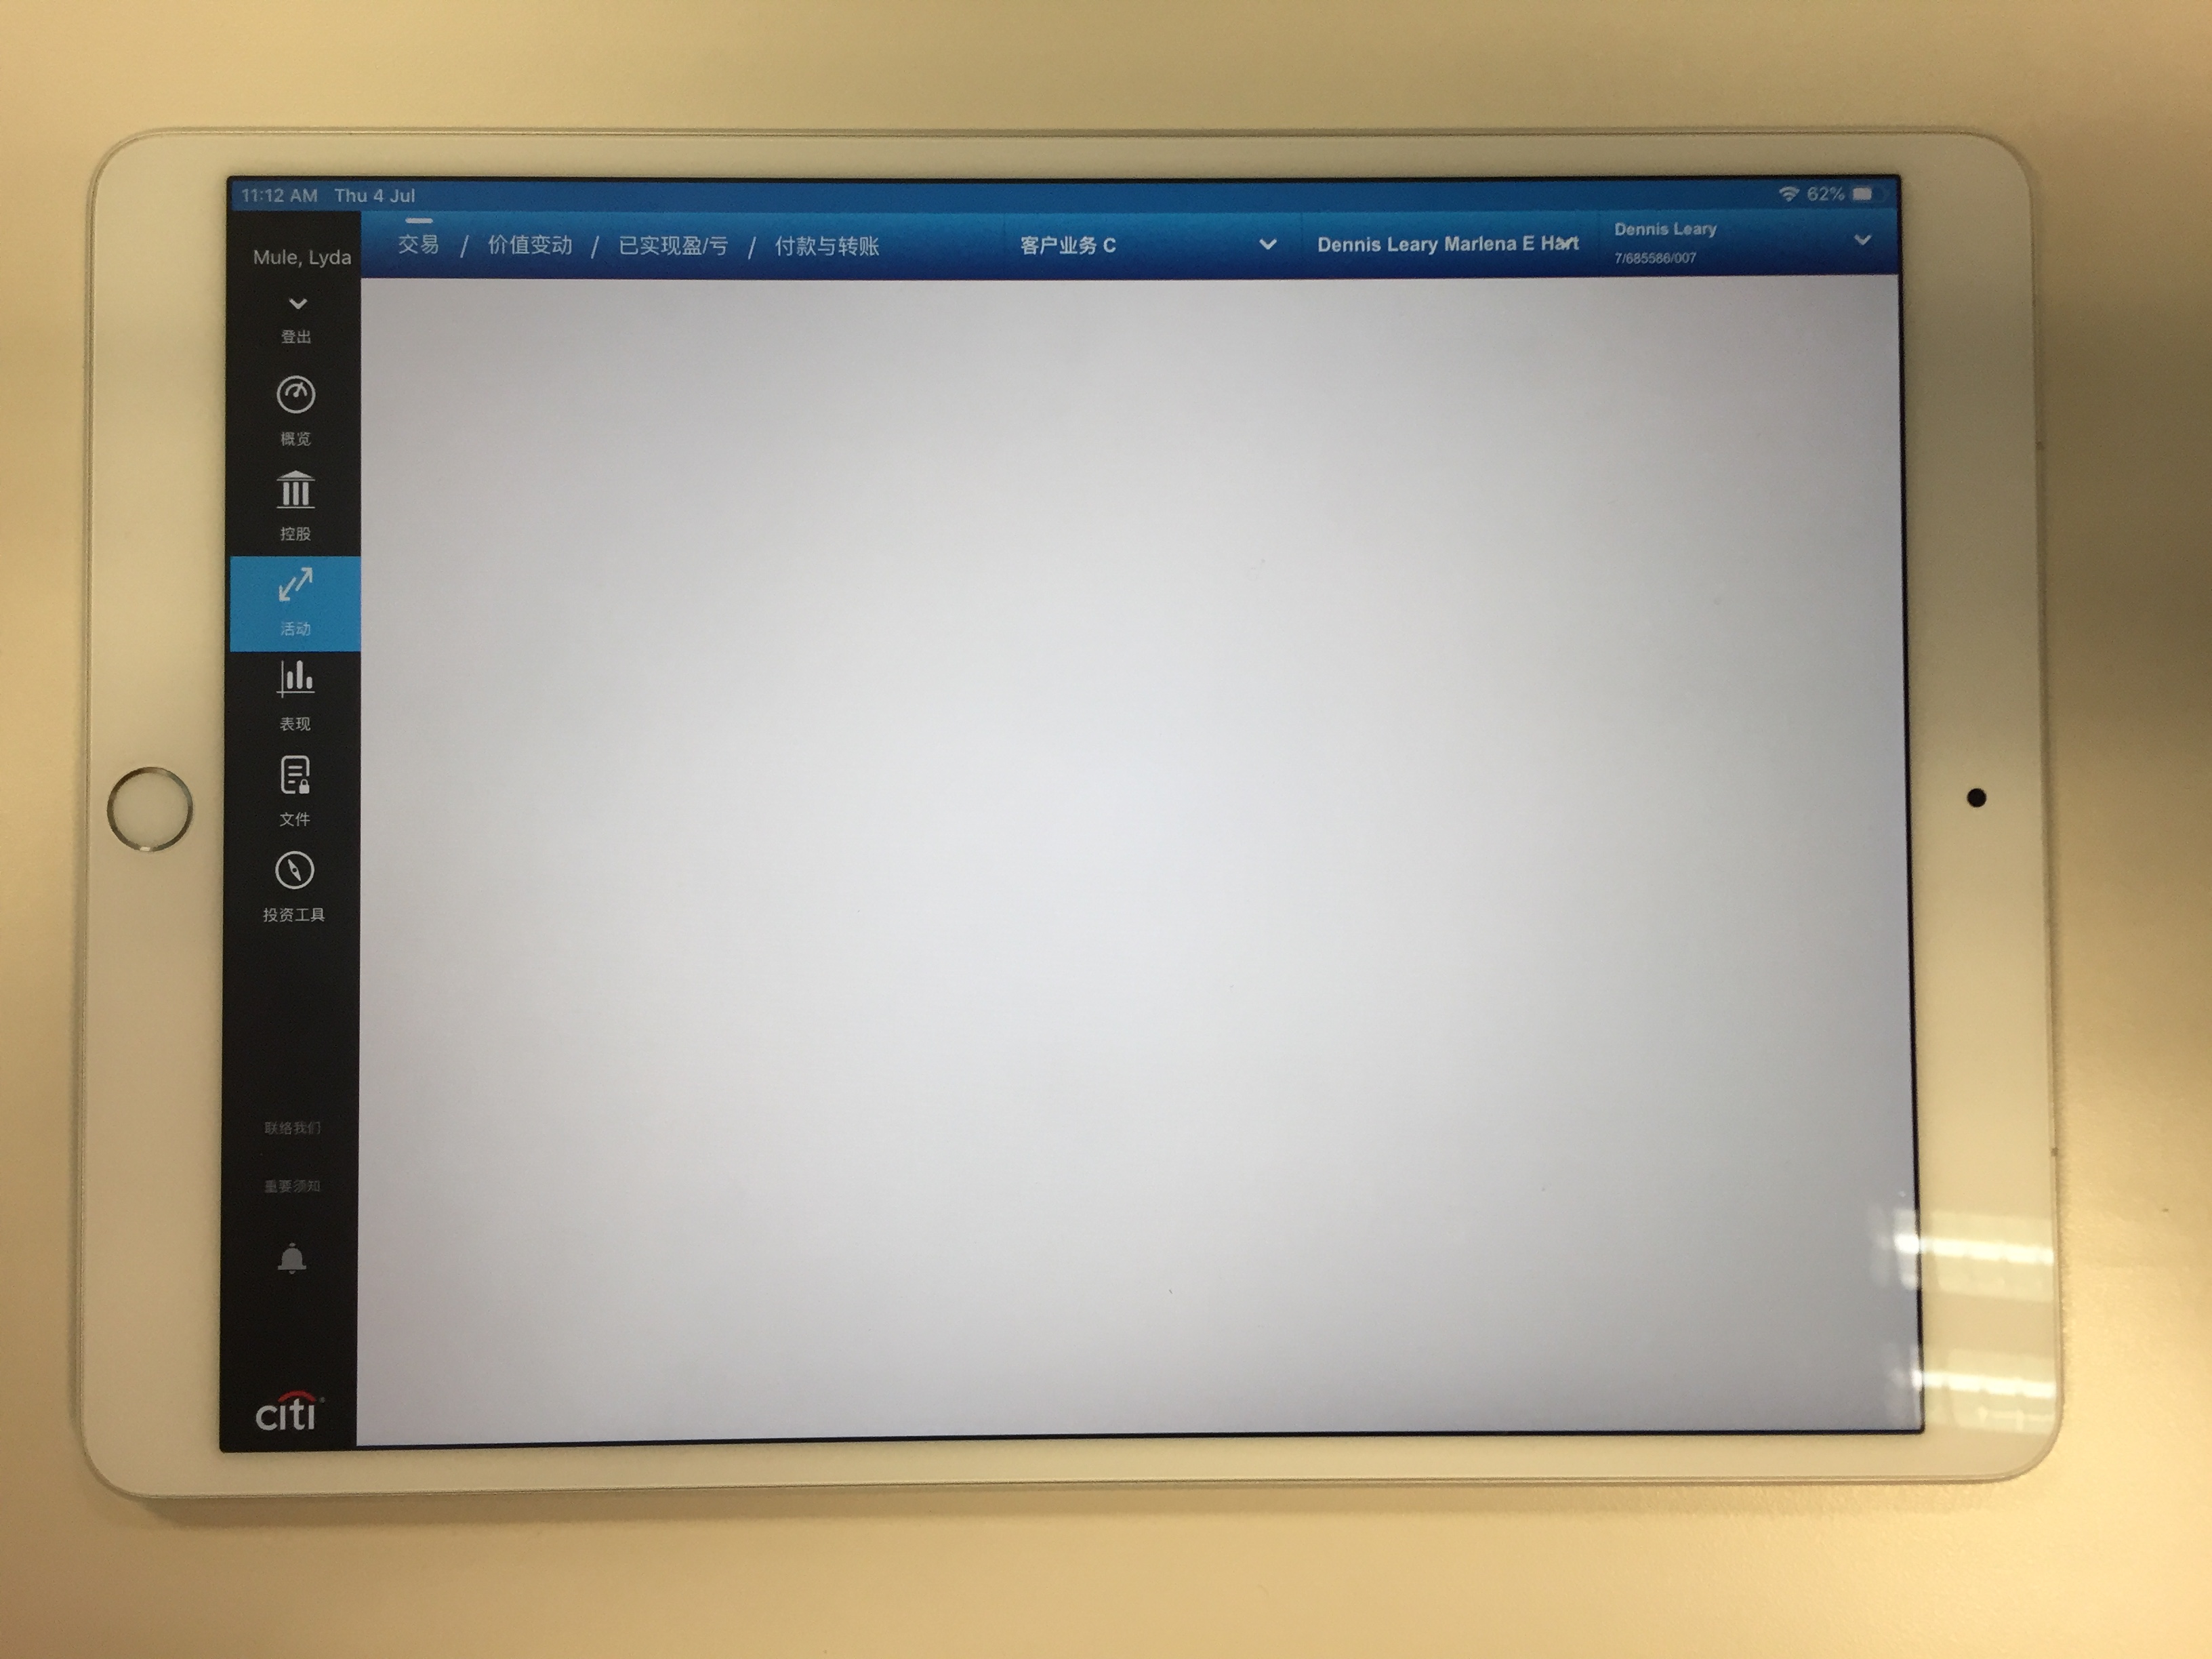 11:12 AM Thu 4 Jul
62%
Mule, Lyda
登出
概览
控股
活动
表现
文件
投资工具
联络我们
重要须知
citi
交易 / 价值变动 / 已实现盈/亏 / 付款与转账
客户业务 C
Dennis Leary Marlena E Hart
Dennis Leary
7/685586/007